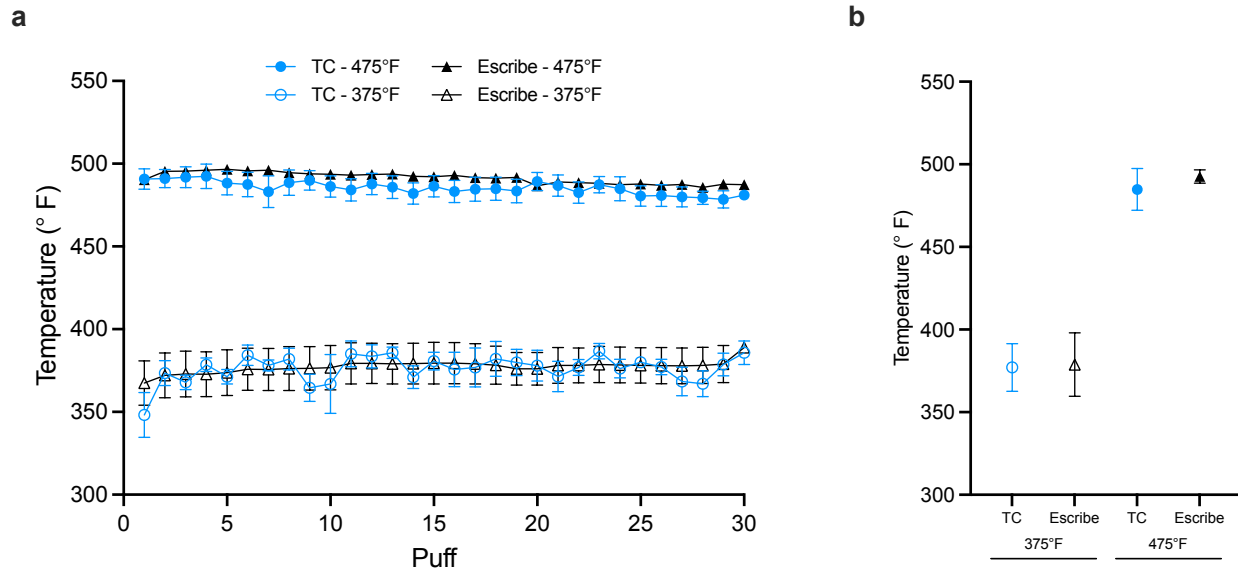 a
TC - 475°F
Escribe - 475°F
TC - 375°F
Escribe - 375°F
Temperature (° F)
550
500
450
400
350
300
0
5
10
15
20
25
30
Puff
b
Temperature (° F)
550
500
450
400
350
300
TC
Escribe
TC
Escribe
375°F
475°F